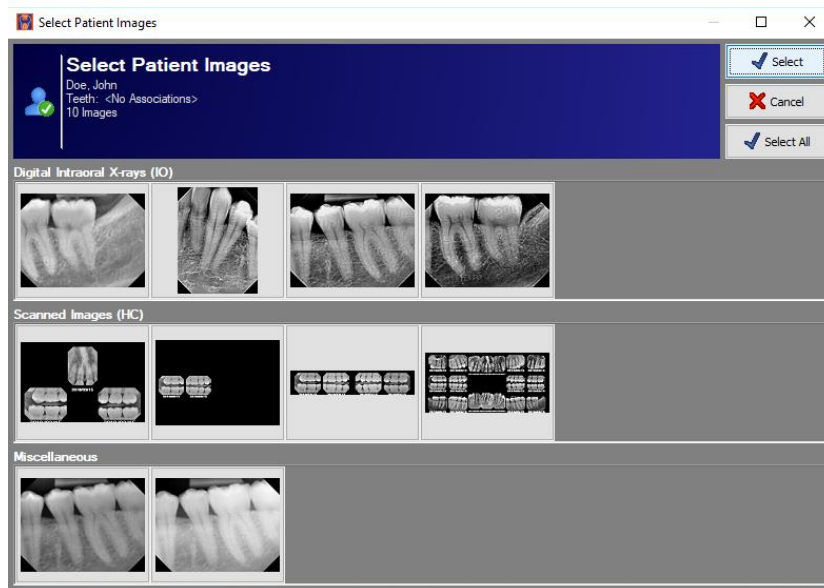 Select Patient Images
Select Patient Images
Doe, John
Teeth: <No Associations>
10 Images
Select
Cancel
Select All
Digital Intraoral X-rays (IO)
Scanned Images (HC)
Miscellaneous